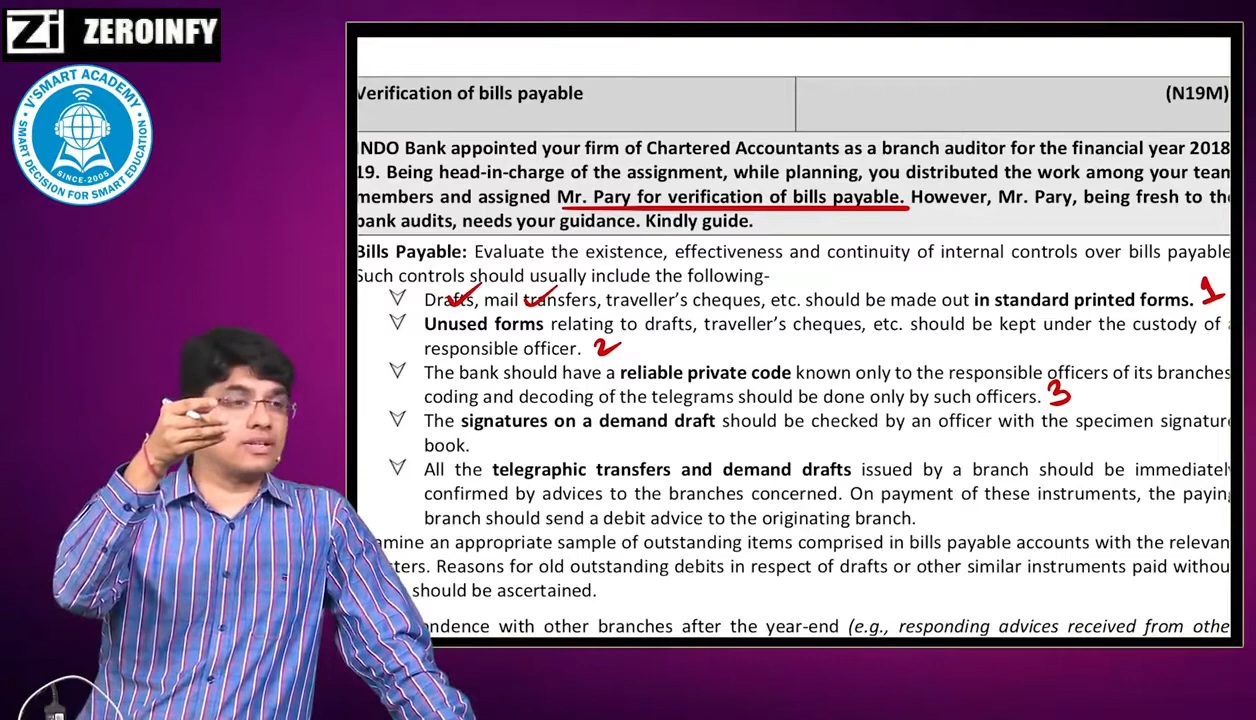 Zi ZEROINFY
V'SMART ACADEMY
SINCE-2005
SMART DECISION FOR SMART EDUCATION
Verification of bills payable (N19M)
INDO Bank appointed your firm of Chartered Accountants as a branch auditor for the financial year 2018
19. Being head-in-charge of the assignment, while planning, you distributed the work among your team
members and assigned Mr. Pary for verification of bills payable. However, Mr. Pary, being fresh to the
bank audits, needs your guidance. Kindly guide.
Bills Payable: Evaluate the existence, effectiveness and continuity of internal controls over bills payable
Such controls should usually include the following-
Drafts, mail transfers, traveller's cheques, etc. should be made out in standard printed forms. 1
Unused forms relating to drafts, traveller's cheques, etc. should be kept under the custody of
responsible officer. 2
The bank should have a reliable private code known only to the responsible officers of its branches
coding and decoding of the telegrams should be done only by such officers. 3
The signatures on a demand draft should be checked by an officer with the specimen signature
book.
All the telegraphic transfers and demand drafts issued by a branch should be immediatel
confirmed by advices to the branches concerned. On payment of these instruments, the payin
branch should send a debit advice to the originating branch.
amine an appropriate sample of outstanding items comprised in bills payable accounts with the relevan
ters. Reasons for old outstanding debits in respect of drafts or other similar instruments paid withou
should be ascertained.
ndence with other branches after the year-end (e.g., responding advices received from othe